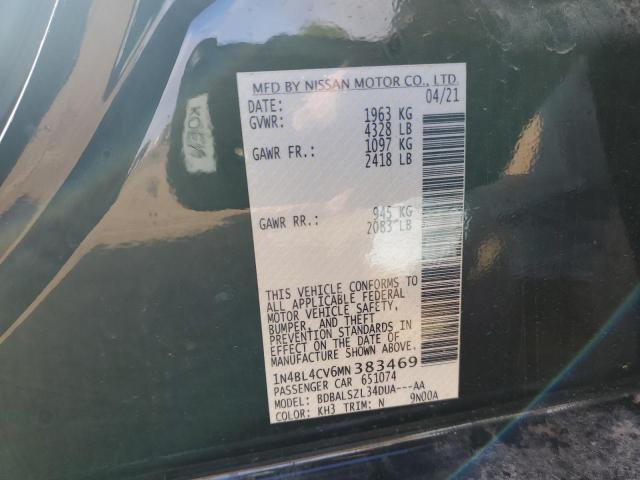 MFD BY NISSAN MOTOR CO., LTD.
DATE: 04/21
GVWR: 1963 KG
4328 LB
GAWR FR.: 1097 KG
2418 LB
GAWR RR.: 945 KG
2083 LB
THIS VEHICLE CONFORMS TO
ALL APPLICABLE FEDERAL
MOTOR VEHICLE SAFETY,
BUMPER, AND THEFT
PREVENTION STANDARDS IN
EFFECT ON THE DATE OF
MANUFACTURE SHOWN ABOVE.
1N4BL4CV6MN 383469
PASSENGER CAR 651074
MODEL: BDBALSZL34DUA---AA
COLOR: KH3 TRIM: N 9N00A